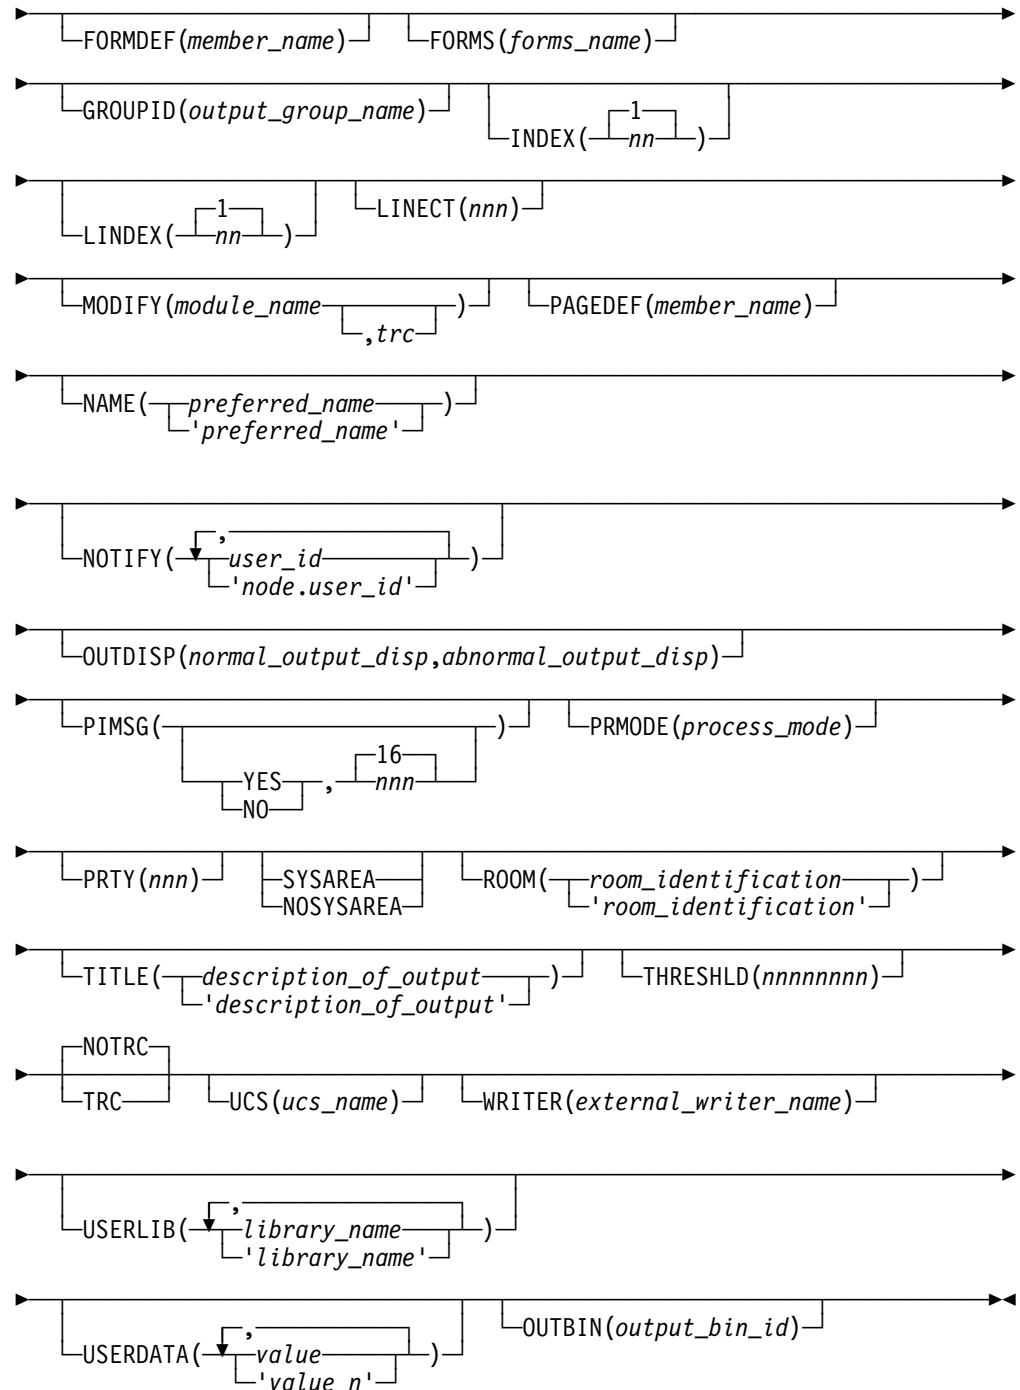 FORMDEF(member_name) FORMS(forms_name)
GROUPID(output_group_name)
1
INDEX( nn )
1
LINECT(nnn)
LINDEX( nn )
MODIFY(module_name ) PAGEDEF(member_name)
,trc
NAME( preferred_name )
'preferred_name'
,
NOTIFY( user_id )
'node.user_id'
OUTDISP(normal_output_disp,abnormal_output_disp)
PIMSG( ) PRMODE(process_mode)
16
YES , nnn
NO
PRTY(nnn) SYSAREA ROOM( room_identification )
NOSYSAREA 'room_identification'
TITLE( description_of_output ) THRESHLD(nnnnnnnn)
'description_of_output'
NOTRC
TRC UCS(ucs_name) WRITER(external_writer_name)
,
USERLIB( library_name )
'library_name'
,
OUTBIN(output_bin_id)
USERDATA( value )
'value_n'